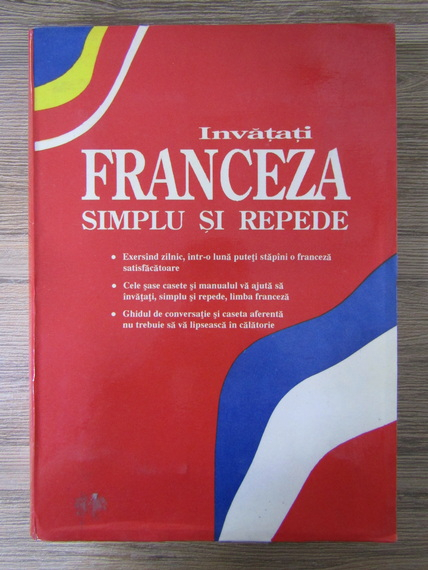 Invățați
FRANCEZA
SIMPLU ȘI REPEDE
• Exersînd zilnic, într-o lună puteți stăpîni o franceză
satisfăcătoare
• Cele șase casete și manualul vă ajută să
învățați, simplu și repede, limba franceză
• Ghidul de conversație și caseta aferentă
nu trebuie să vă lipsească în călătorie